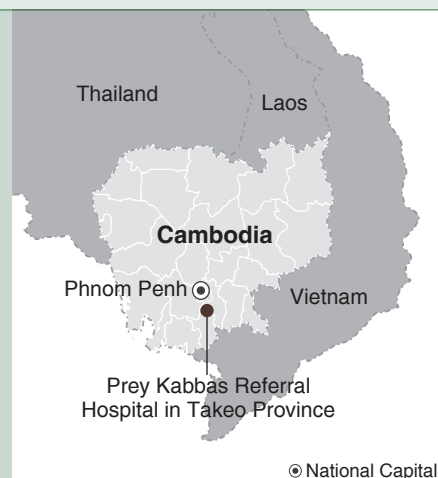 Thailand
Laos
Cambodia
Phnom Penh
Vietnam
Prey Kabbas Referral
Hospital in Takeo Province
National Capital